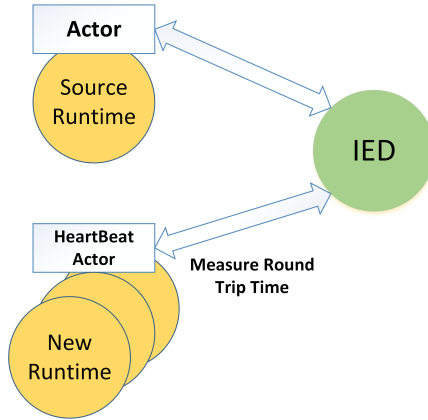 Actor
Source
Runtime
IED
HeartBeat
Actor
Measure Round
Trip Time
New
Runtime